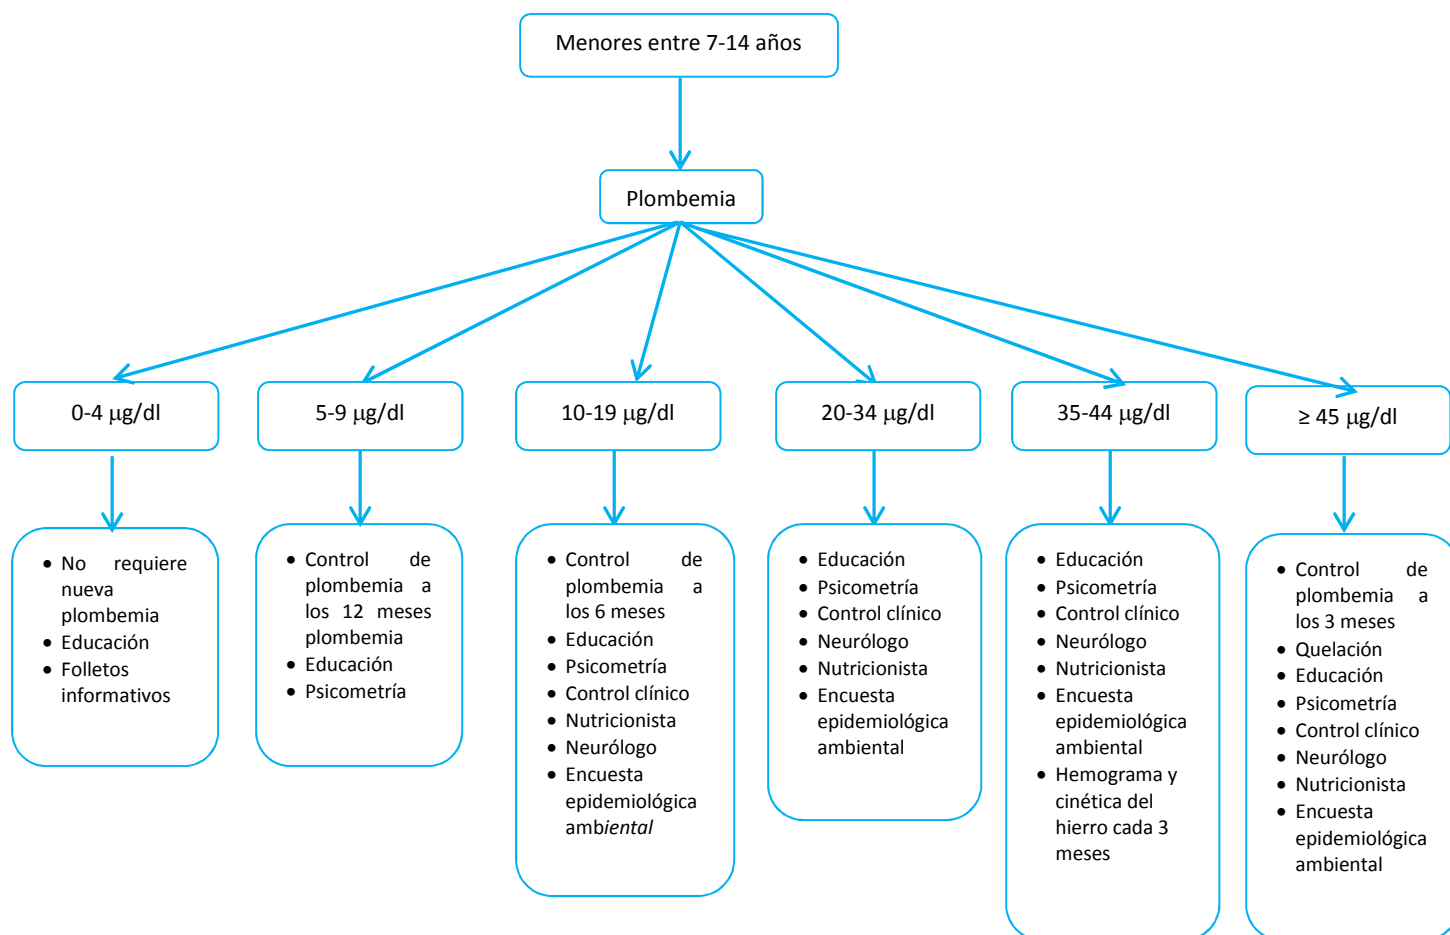 Menores entre 7-14 años
Plombemia
0-4 μg/dl
5-9 μg/dl
10-19 μg/dl
20-34 μg/dl
35-44 μg/dl
≥ 45 μg/dl
• No requiere
nueva
plombemia
• Educación
• Folletos
informativos
• Control de
plombemia a
los 12 meses
plombemia
• Educación
• Psicometría
• Control de
plombemia a
los 6 meses
• Educación
• Psicometría
• Control clínico
• Nutricionista
• Neurólogo
• Encuesta
epidemiológica
ambiental
• Educación
• Psicometría
• Control clínico
• Neurólogo
• Nutricionista
• Encuesta
epidemiológica
ambiental
• Educación
• Psicometría
• Control clínico
• Neurólogo
• Nutricionista
• Encuesta
epidemiológica
ambiental
• Hemograma y
cinética del
hierro cada 3
meses
• Control de
plombemia a
los 3 meses
• Quelación
• Educación
• Psicometría
• Control clínico
• Neurólogo
• Nutricionista
• Encuesta
epidemiológica
ambiental